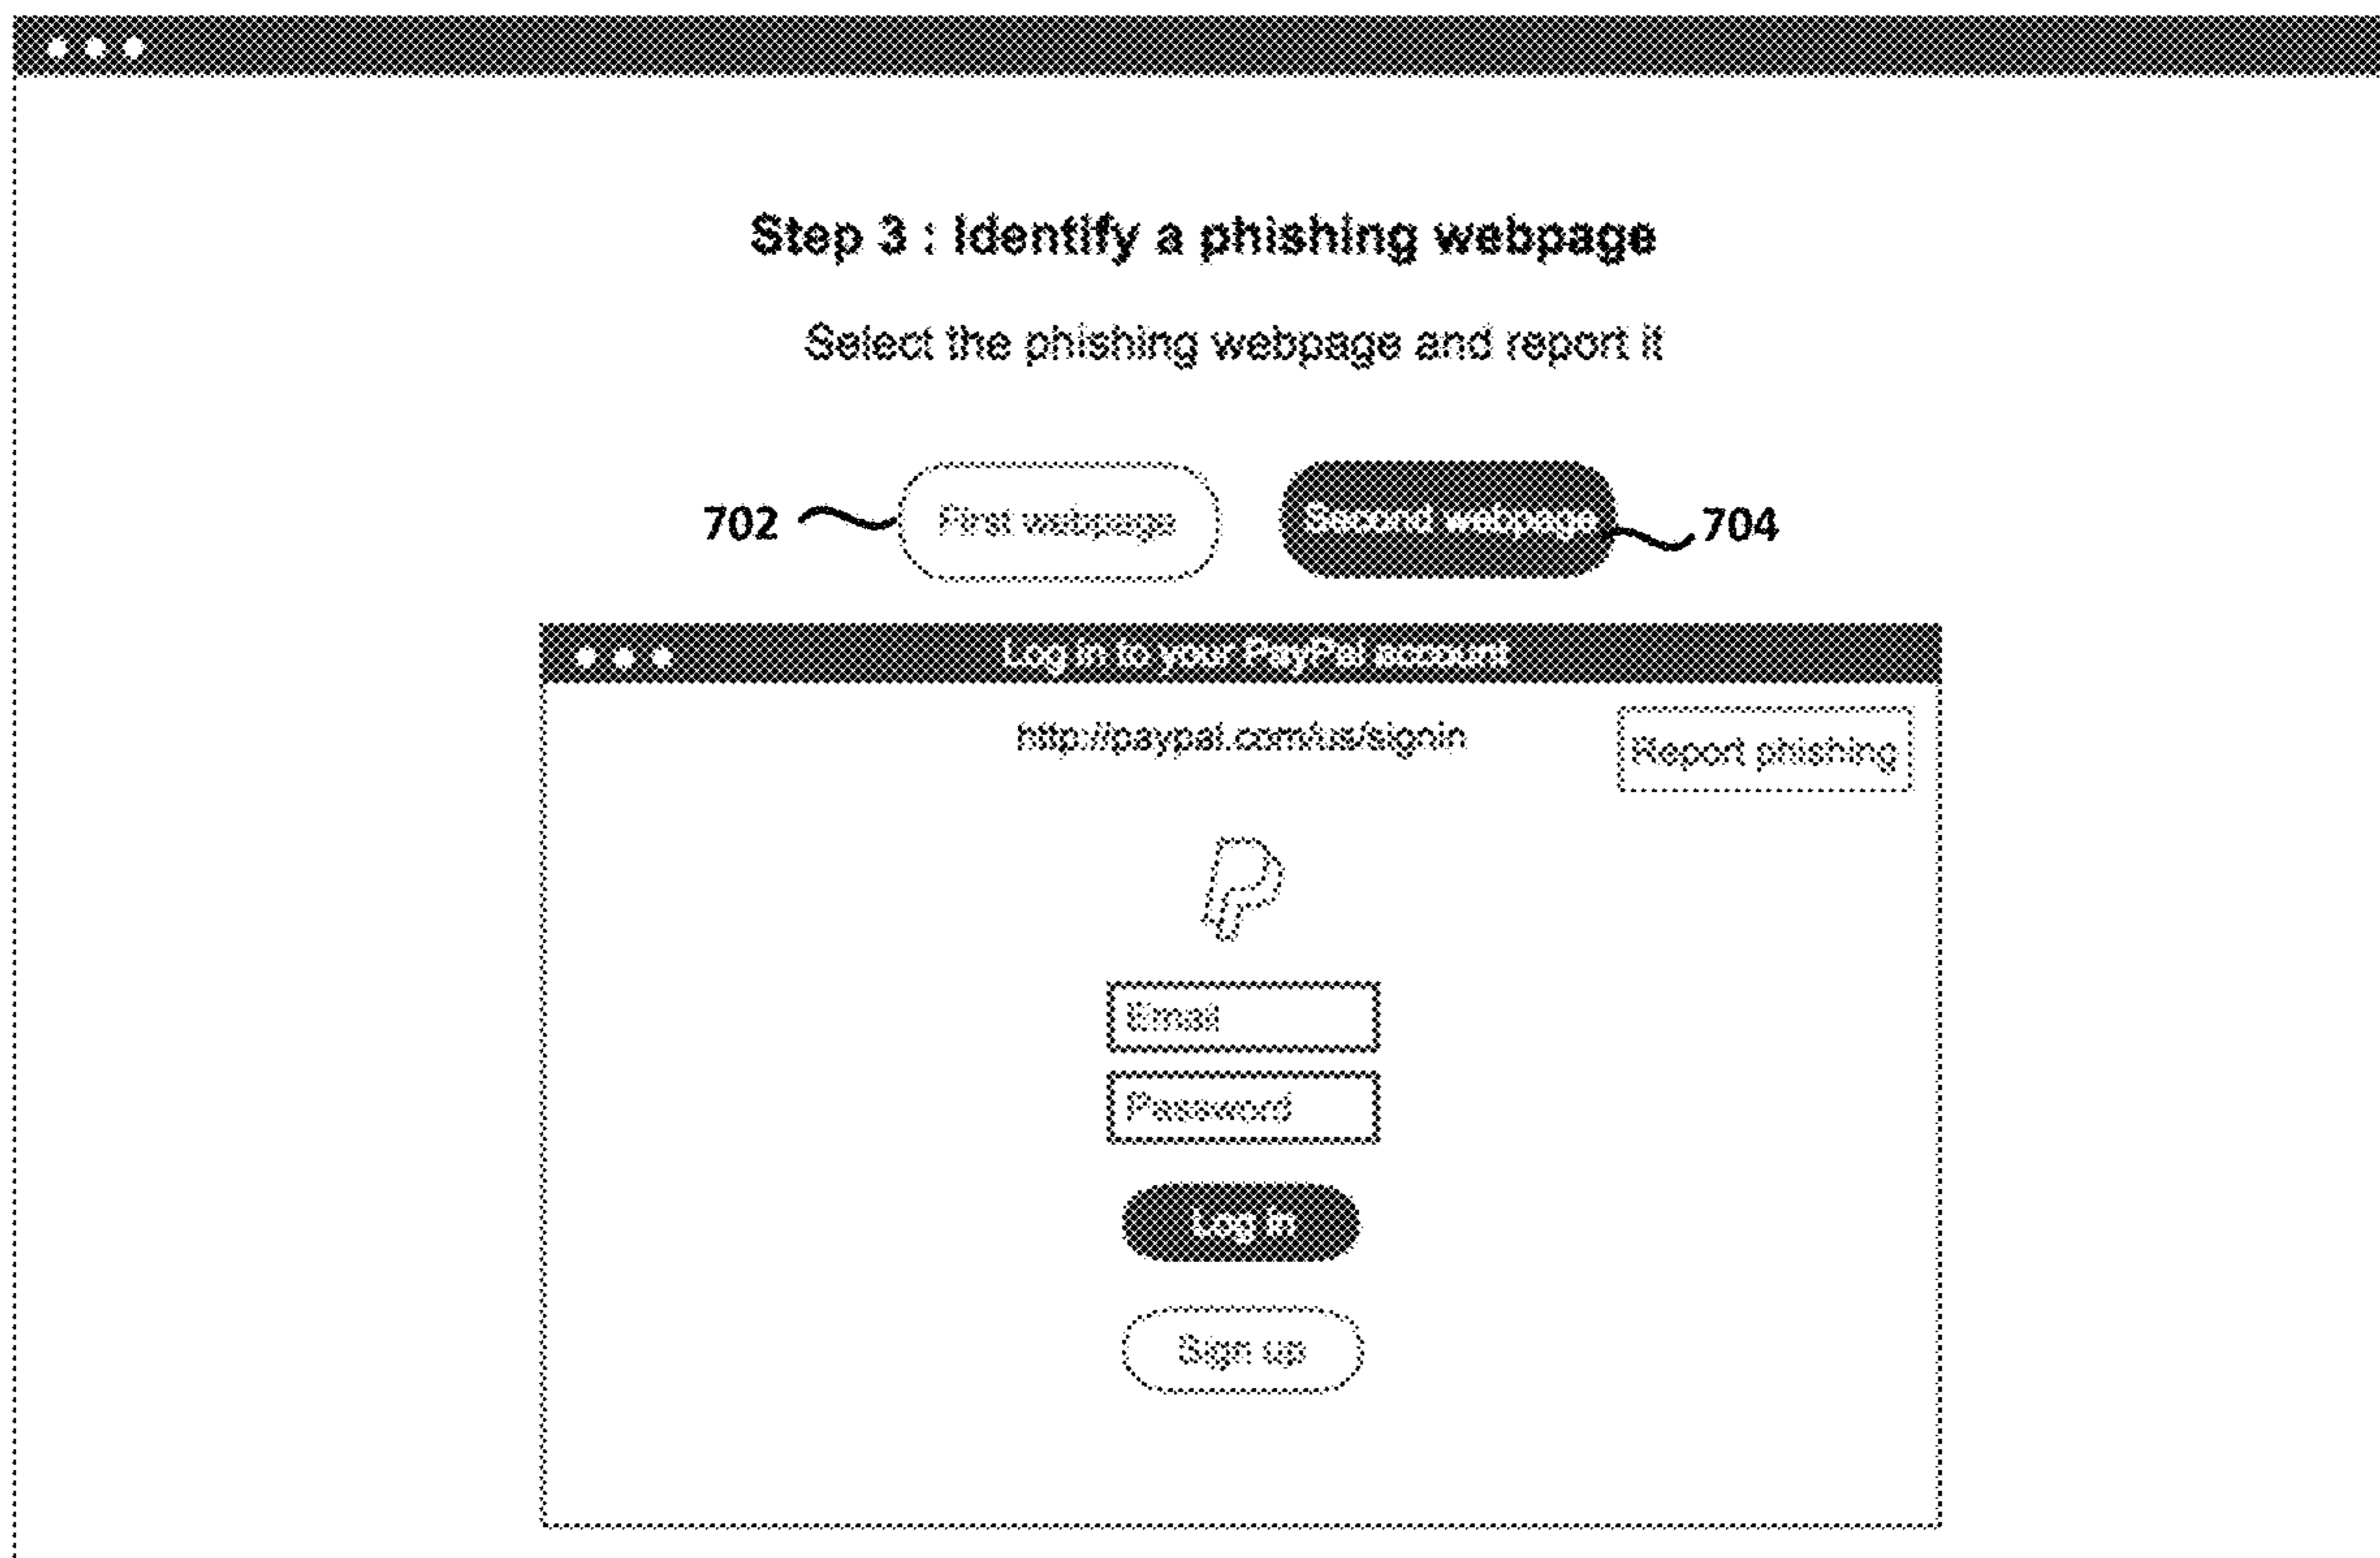 Step 3 : Identify a phishing webpage
Select the phishing webpage and report it
702 First webpage Second webpage 704
Log in to your PayPal account
http://paypal.com/us/signin
Report phishing
Email
Password
Log in
Sign up